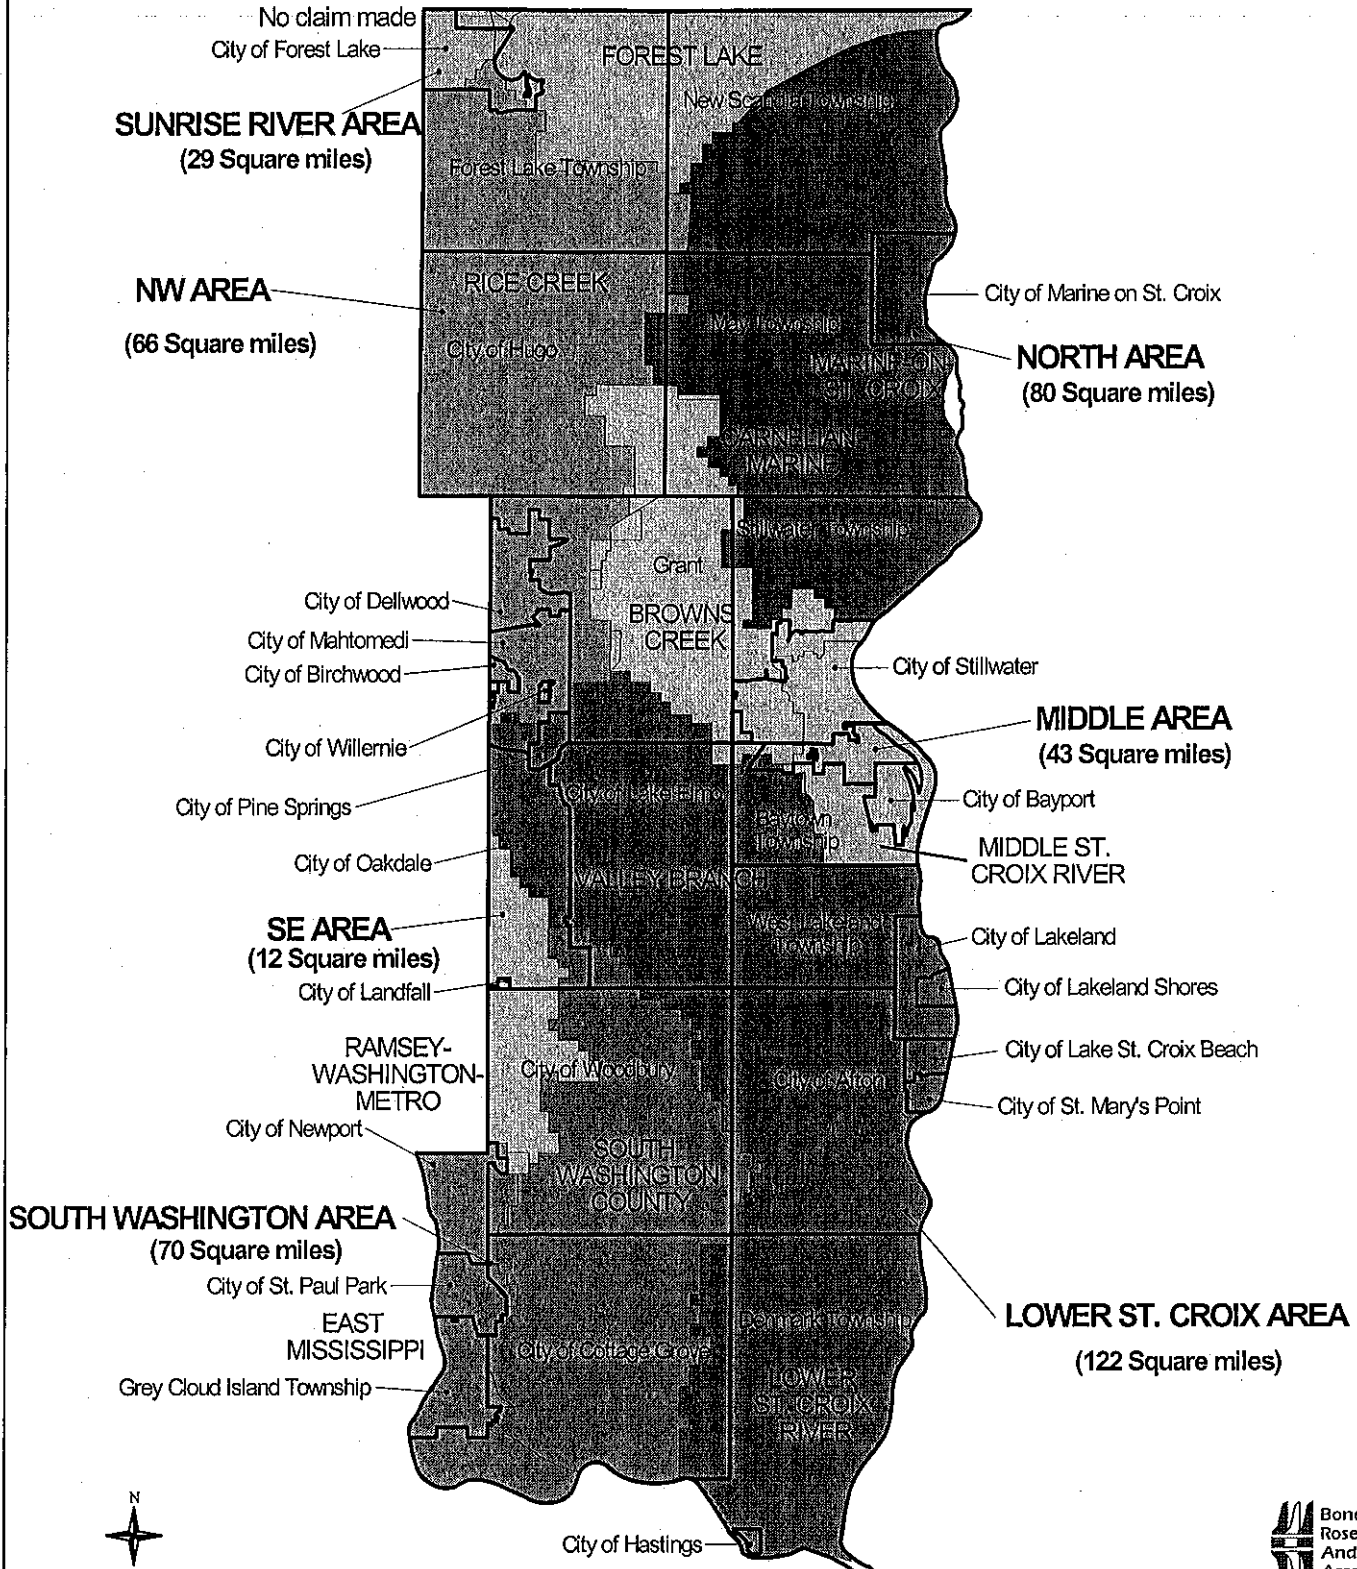 No claim made
City of Forest Lake
FOREST LAKE
New Scandia Township
SUNRISE RIVER AREA
(29 Square miles)
Forest Lake Township
RICE CREEK
NW AREA
City of Marine on St. Croix
(66 Square miles)
May Township
City of Hugo
MARINE-ON
ST. CROIX
NORTH AREA
(80 Square miles)
CARNELIAN
MARINE
Stillwater Township
Grant
City of Dellwood
BROWNS
CREEK
City of Mahtomedi
City of Birchwood
City of Stillwater
MIDDLE AREA
(43 Square miles)
City of Willernie
City of Lake Elmo
City of Pine Springs
City of Bayport
Baytown
Township
MIDDLE ST.
CROIX RIVER
City of Oakdale
VALLEY BRANCH
SE AREA
(12 Square miles)
West Lakeland
Township
City of Lakeland
City of Landfall
City of Lakeland Shores
RAMSEY-
WASHINGTON-
METRO
City of Woodbury
City of Afton
City of Lake St. Croix Beach
City of St. Mary's Point
City of Newport
SOUTH
WASHINGTON
COUNTY
SOUTH WASHINGTON AREA
(70 Square miles)
City of St. Paul Park
EAST
MISSISSIPPI
City of Cottage Grove
Denmark Township
LOWER ST. CROIX AREA
(122 Square miles)
Grey Cloud Island Township
LOWER
ST. CROIX
RIVER
N
City of Hastings
Bone
Rose
And